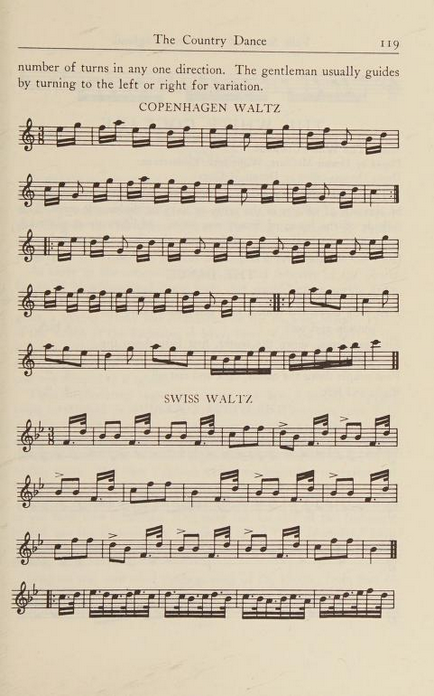 The Country Dance 119
number of turns in any one direction. The gentleman usually guides
by turning to the left or right for variation.
COPENHAGEN WALTZ
SWISS WALTZ